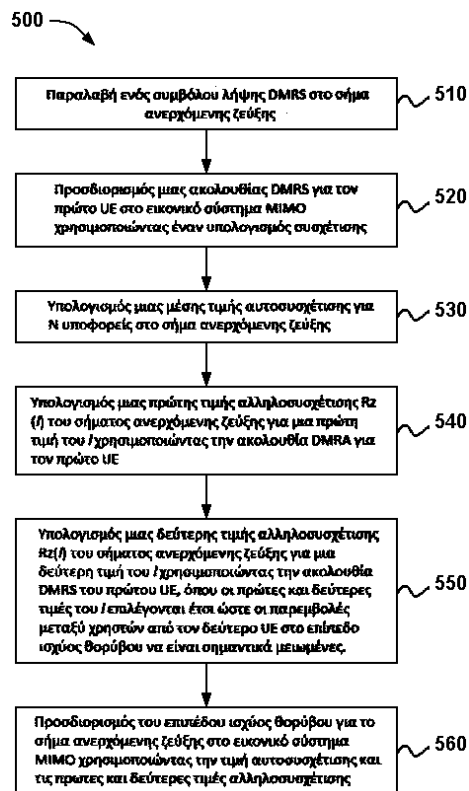 500
Παραλαβή ενός συμβόλου λήψης DMRS στο σήμα
ανερχόμενης ζεύξης
510
Προσδιορισμός μιας ακολουθίας DMRS για τον
πρώτο UE στο εικονικό σύστημα MIMO
χρησιμοποιώντας έναν υπολογισμός συσχέτισης
520
Υπολογισμός μιας μέσης τιμής αυτοσυσχέτισης για
N υποφορείς στο σήμα ανερχόμενης ζεύξης
530
Υπολογισμός μιας πρώτης τιμής αλληλοσυσχέτισης Rz
(l) του σήματος ανερχόμενης ζεύξης για μια πρώτη
τιμή του l χρησιμοποιώντας την ακολουθία DMRA για
τον πρώτο UE
540
Υπολογισμός μιας δεύτερης τιμής αλληλοσυσχέτισης
Rz(l) του σήματος ανερχόμενης ζεύξης για μια
δεύτερη τιμή του l χρησιμοποιώντας την ακολουθία
DMRS του πρώτου UE, όπου οι πρώτες και δεύτερες
τιμές του l επιλέγονται έτσι ώστε οι παρεμβολές
μεταξύ χρηστών από τον δεύτερο UE στο επίπεδο
ισχύος θορύβου να είναι σημαντικά μειωμένες.
550
Προσδιορισμός του επιπέδου ισχύος θορύβου για το
σήμα ανερχόμενης ζεύξης στο εικονικό σύστημα
MIMO χρησιμοποιώντας την τιμή αυτοσυσχέτισης και
τις πρωτες και δεύτερες τιμές αλληλοσυσχέτισης
560